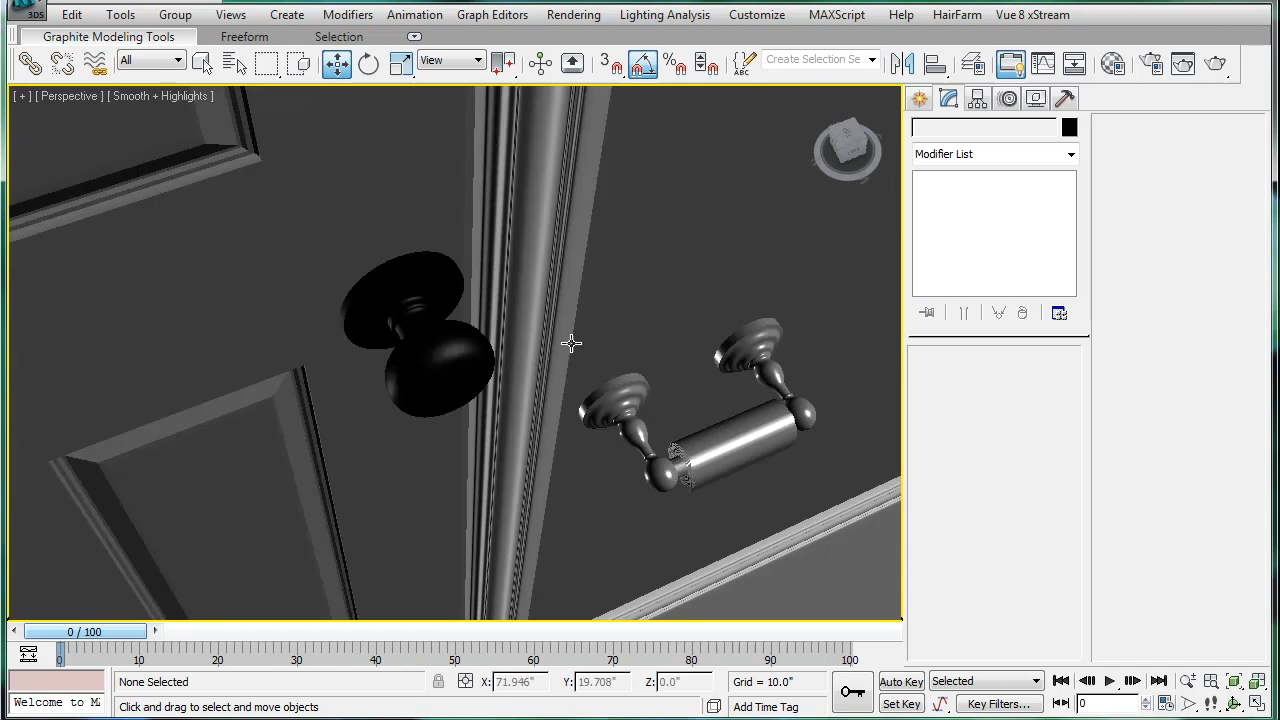 Edit Tools Group Views Create Modifiers Animation Graph Editors Rendering Lighting Analysis Customize MAXScript Help HairFarm Vue 8 xStream
3DS
Graphite Modeling Tools Freeform Selection
All View 3 % ABC Create Selection Se
[ + ] [ Perspective ] [ Smooth + Highlights ]
Modifier List
0 / 100
0 10 20 30 40 50 60 70 80 90 100
None Selected X: 71.946" Y: 19.708" Z: 0.0" Grid = 10.0" Auto Key Selected
Welcome to M Click and drag to select and move objects Add Time Tag Set Key Key Filters... 0